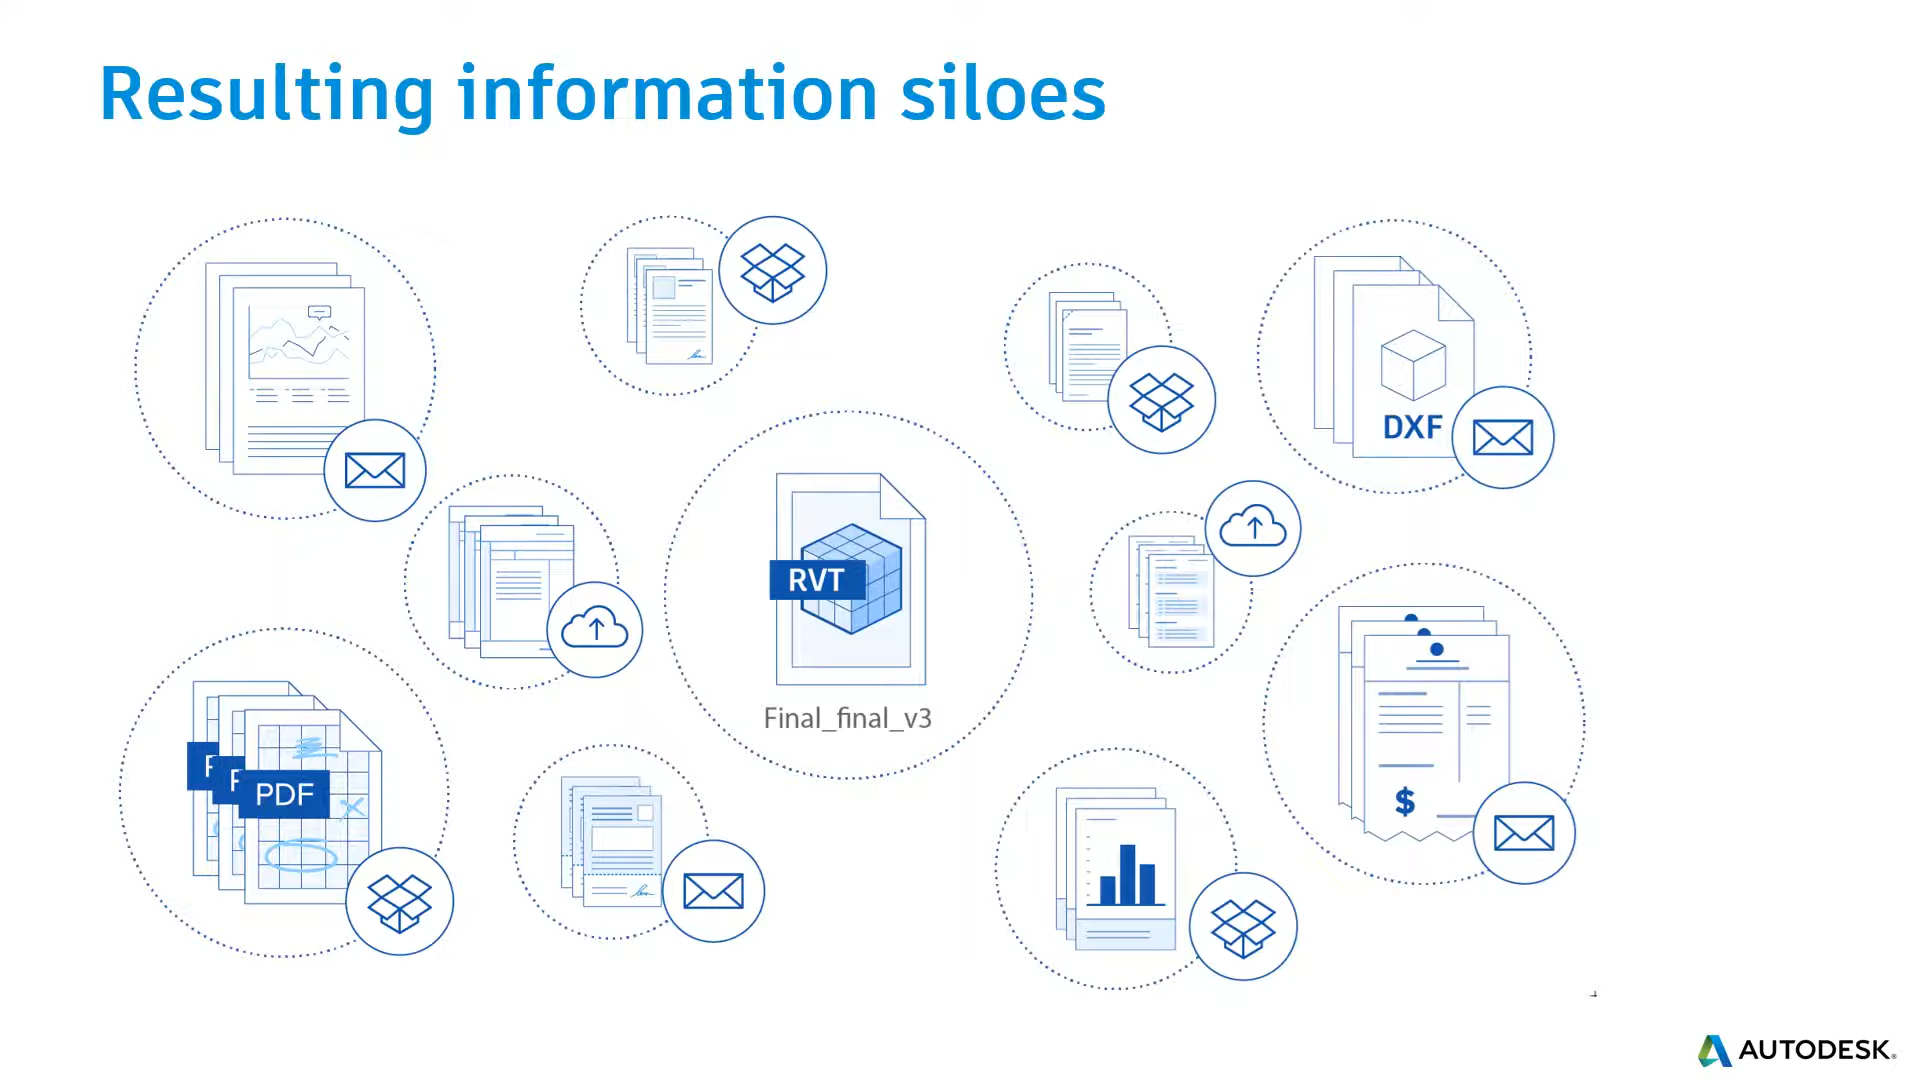 Resulting information siloes
DXF
RVT
Final_final_v3
PDF
$
AUTODESK